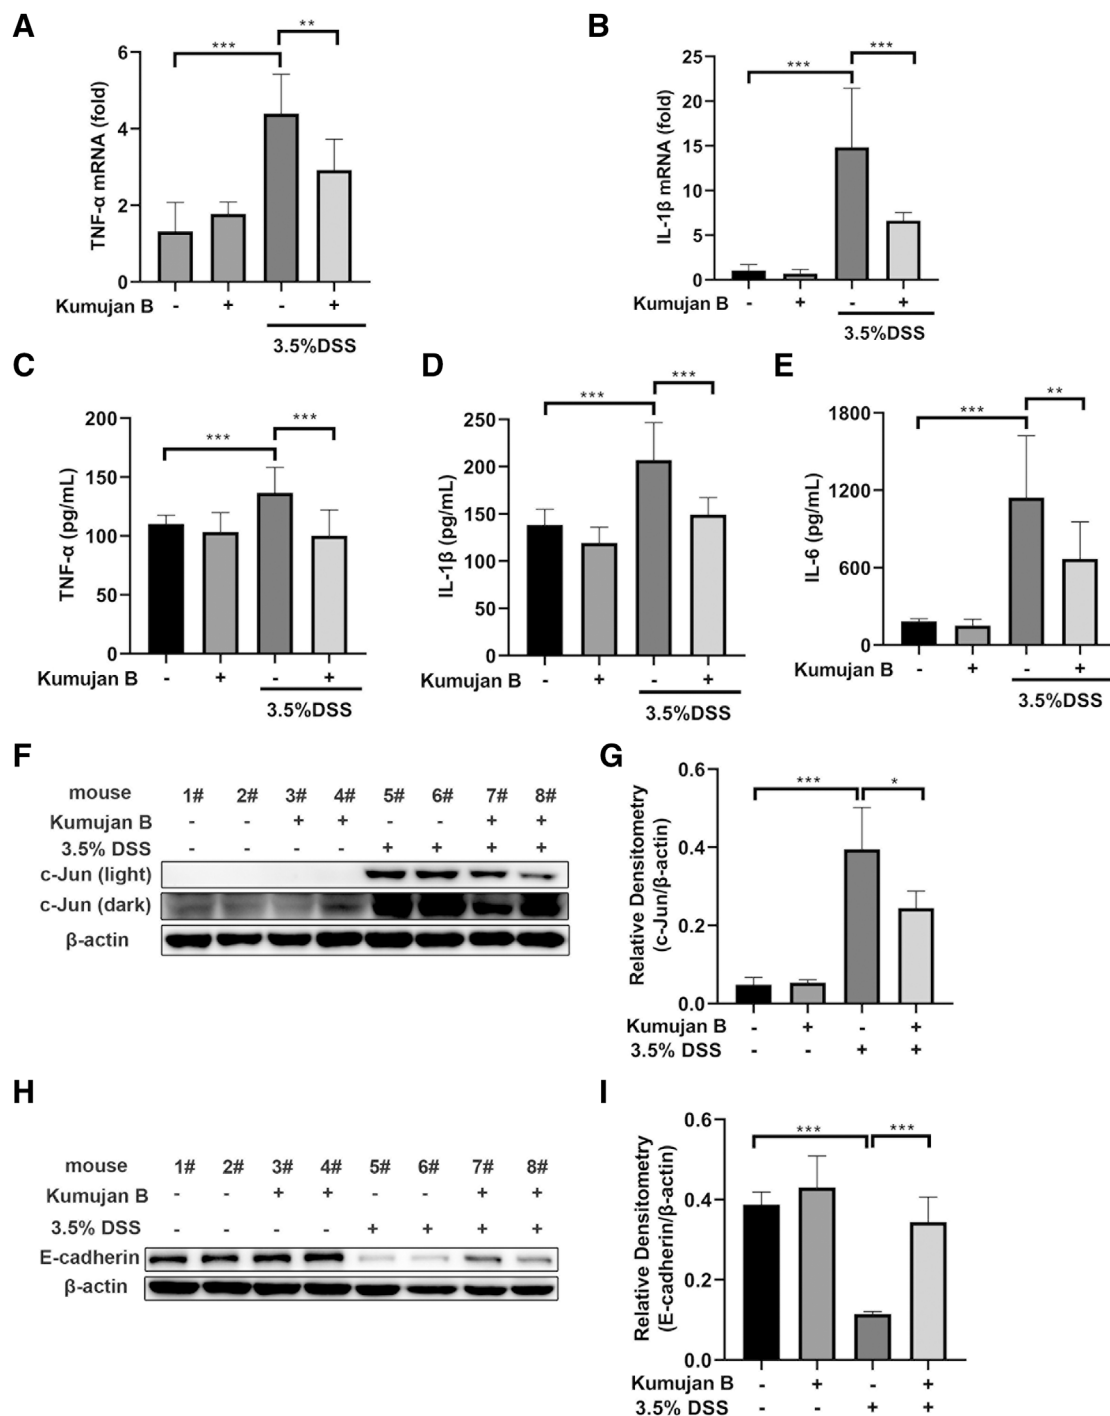 A
TNF-α mRNA (fold)
6
4
2
0
***
**
Kumujan B - + - +
3.5%DSS
B
IL-1β mRNA (fold)
25
20
15
10
5
0
***
***
- + - +
Kumujan B
3.5%DSS
C
TNF-α (pg/mL)
200
150
100
50
0
***
***
Kumujan B - + - +
3.5%DSS
D
IL-1β (pg/mL)
250
200
150
100
50
0
***
***
Kumujan B - + - +
3.5%DSS
E
IL-6 (pg/mL)
1800
1200
600
0
***
**
Kumujan B - + - +
3.5%DSS
F
mouse 1# 2# 3# 4# 5# 6# 7# 8#
Kumujan B - - + + - - + +
3.5% DSS - - - - + + + +
c-Jun (light)
c-Jun (dark)
β-actin
G
Relative Densitometry
(c-Jun/β-actin)
0.6
0.4
0.2
0.0
***
*
Kumujan B - + - +
3.5% DSS - - + +
H
mouse 1# 2# 3# 4# 5# 6# 7# 8#
Kumujan B - - + + - - + +
3.5% DSS - - - - + + + +
E-cadherin
β-actin
I
Relative Densitometry
(E-cadherin/β-actin)
0.6
0.4
0.2
0.0
***
***
Kumujan B - + - +
3.5% DSS - - + +